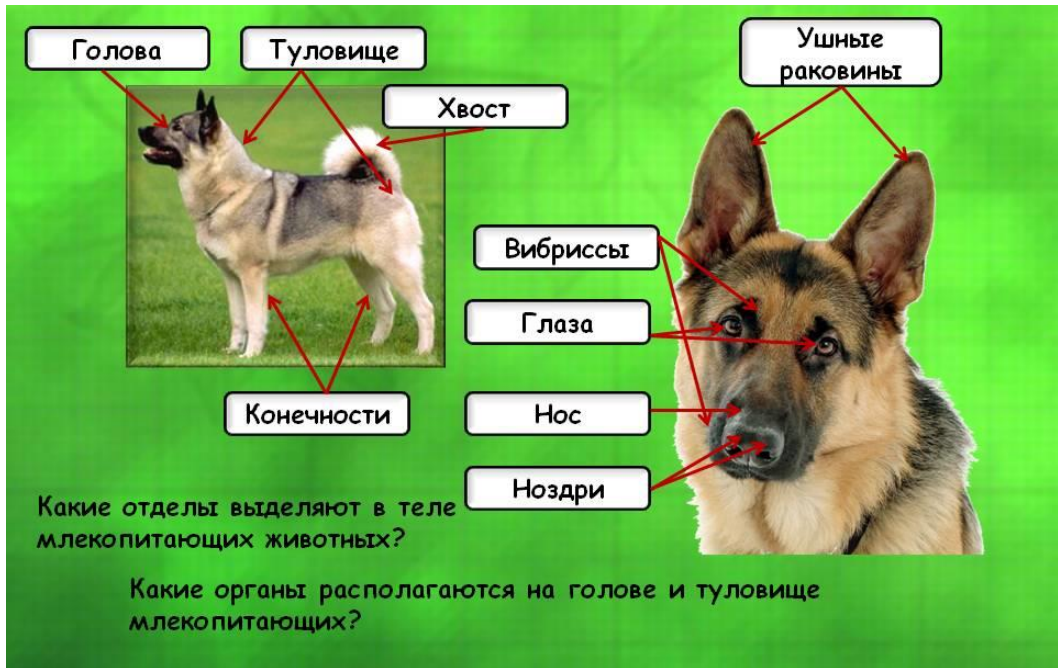 Голова
Туловище
Хвост
Конечности
Ушные
раковины
Вибриссы
Глаза
Нос
Ноздри
Какие отделы выделяют в теле
млекопитающих животных?
Какие органы располагаются на голове и туловище
млекопитающих?